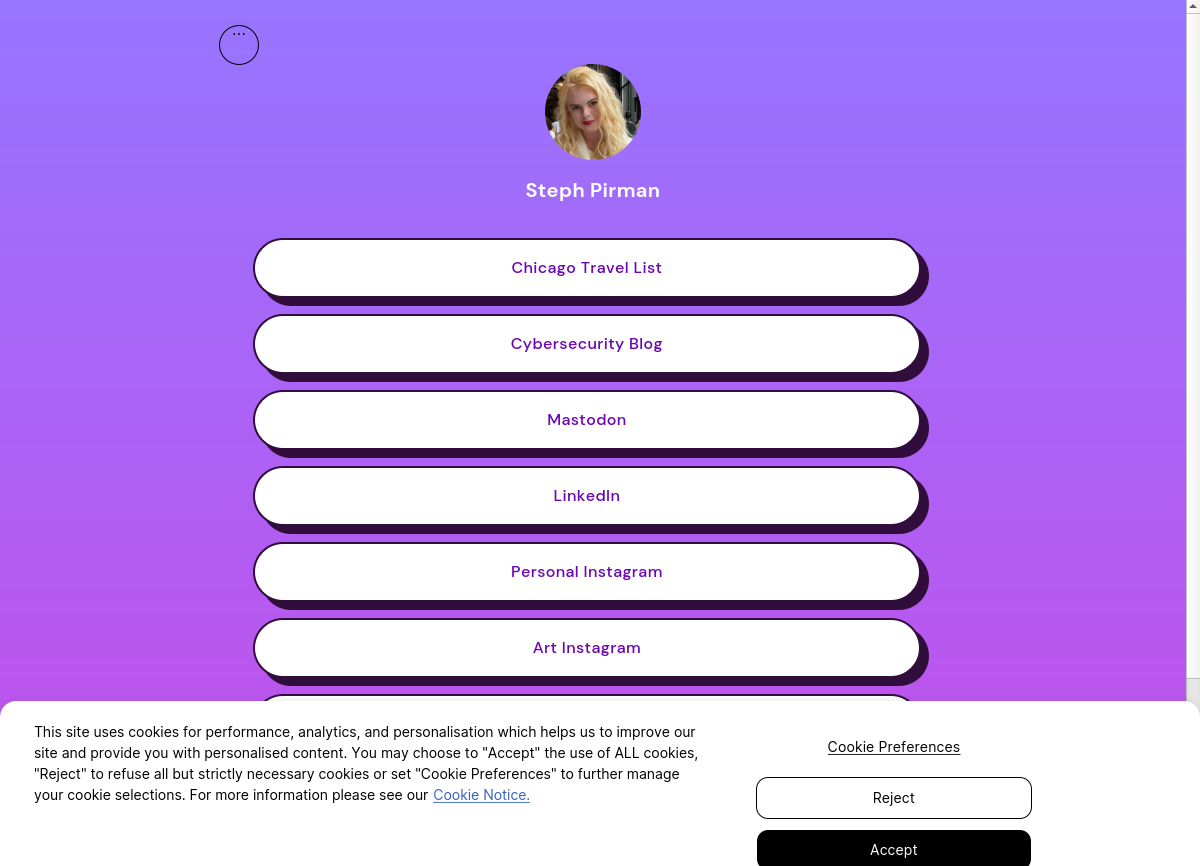 Steph Pirman
Chicago Travel List
Cybersecurity Blog
Mastodon
LinkedIn
Personal Instagram
Art Instagram
This site uses cookies for performance, analytics, and personalisation which helps us to improve our
site and provide you with personalised content. You may choose to "Accept" the use of ALL cookies,
"Reject" to refuse all but strictly necessary cookies or set "Cookie Preferences" to further manage
your cookie selections. For more information please see our Cookie Notice.
Cookie Preferences
Reject
Accept